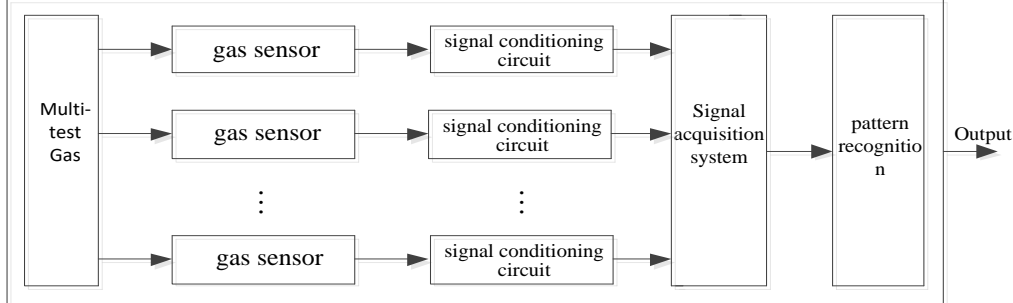 Multi-
test
Gas
gas sensor
signal conditioning
circuit
gas sensor
signal conditioning
circuit
⋮
⋮
gas sensor
signal conditioning
circuit
Signal
acquisition
system
pattern
recognitio
n
Output